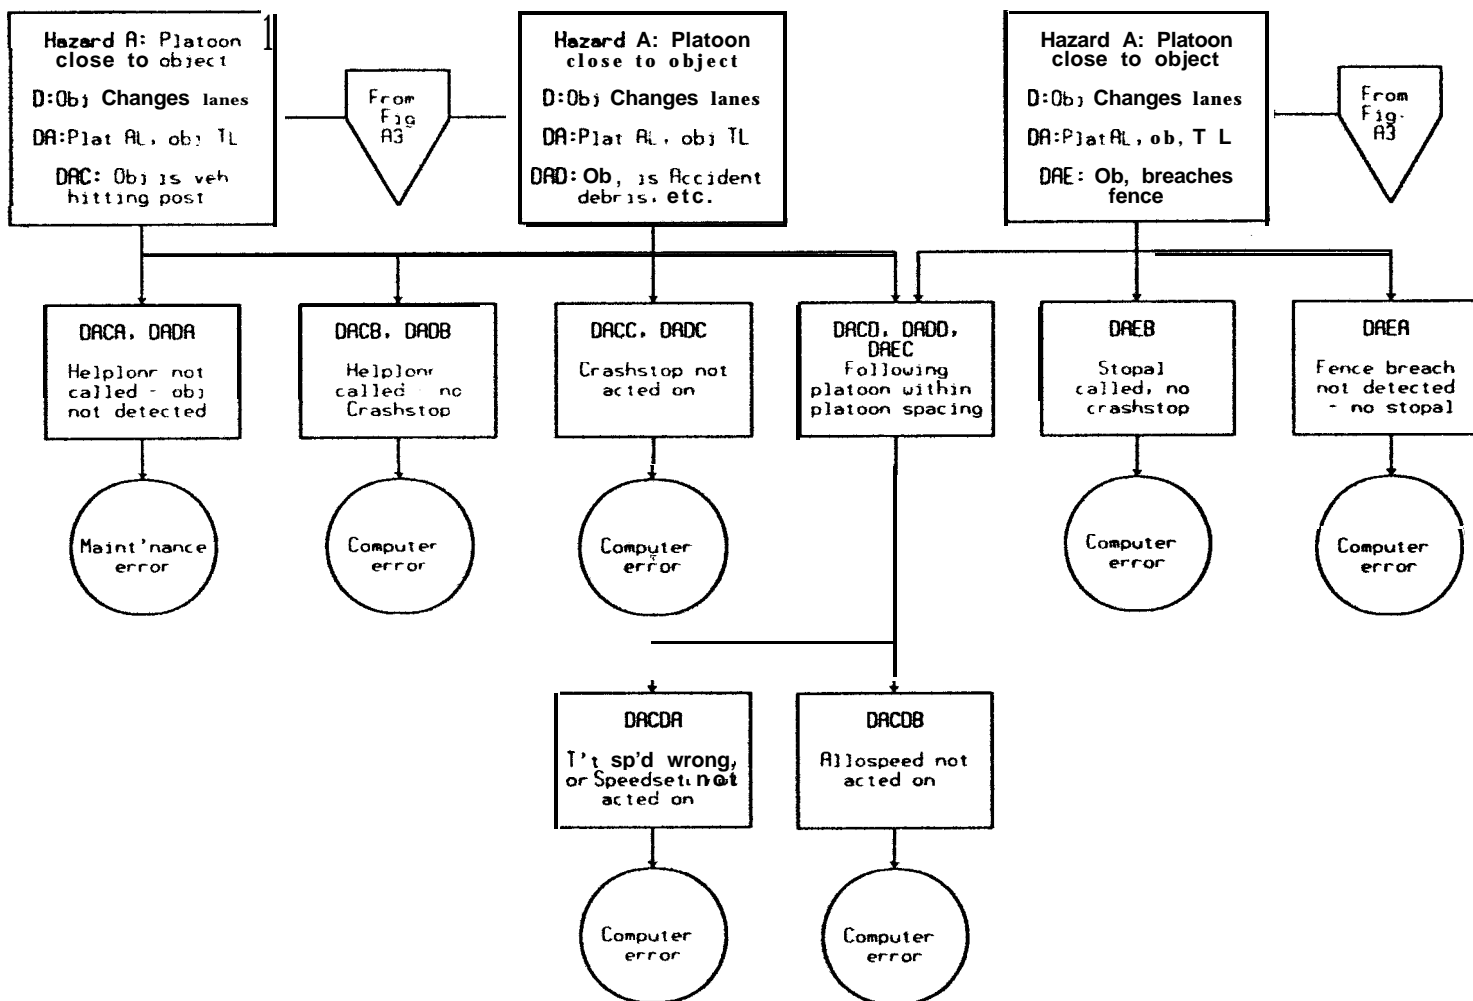 Hazard A: Platoon
close to object
D:Obj Changes lanes
DA:Plat AL, obj TL
DAC: Obj is veh
hitting post
From
Fig
A3
Hazard A: Platoon
close to object
D:Obj Changes lanes
DA:Plat AL, obj TL
DAD: Ob, is Accident
debris, etc.
Hazard A: Platoon
close to object
D:Obj Changes lanes
DA:Plat AL, ob, T L
DAE: Ob, breaches
fence
From
Fig.
A3
DACA, DADA
Helplonr not
called - obj
not detected
DACB, DADB
Helplonr
called - no
Crashstop
DACC, DADC
Crashstop not
acted on
DACD, DADD,
DAEC
Following
platoon within
platoon spacing
DAEB
Stopal
called, no
crashstop
DAEA
Fence breach
not detected
- no stopal
Maint'nance
error
Computer
error
Computer
error
Computer
error
Computer
error
DACDA
T't sp'd wrong,
or Speedset not
acted on
DACDB
Allospeed not
acted on
Computer
error
Computer
error